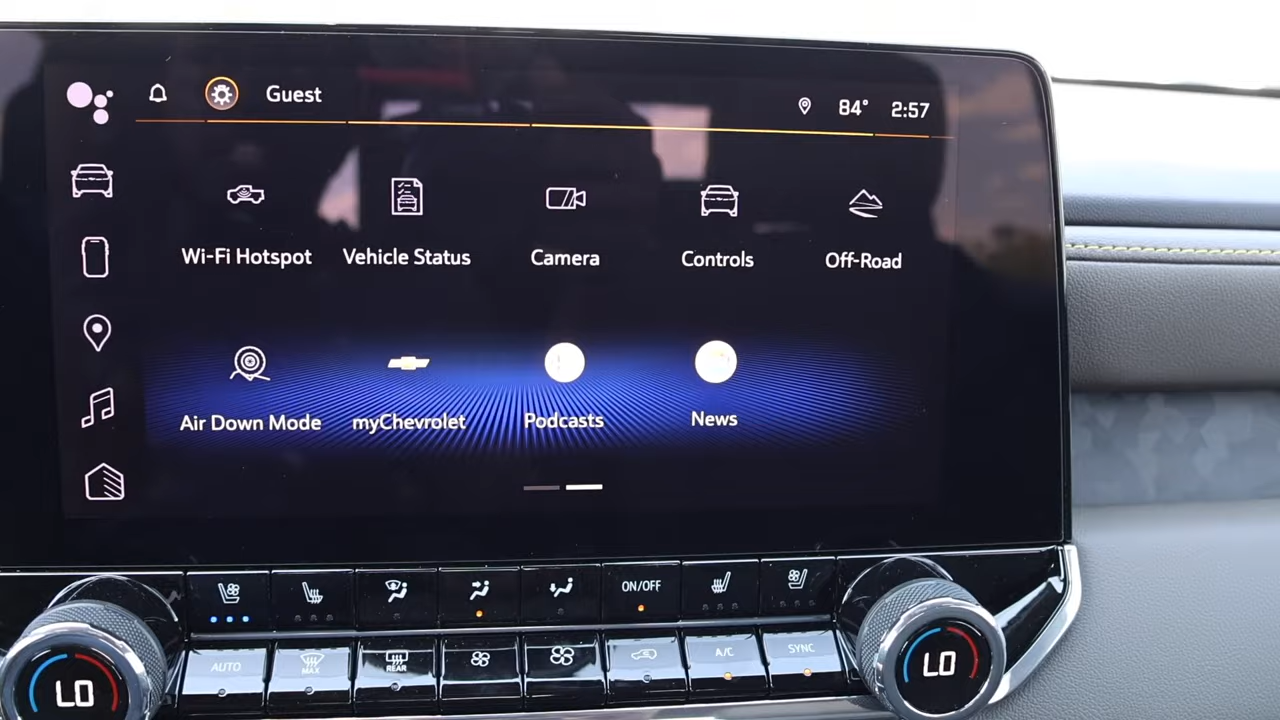 Guest
84° 2:57
Wi-Fi Hotspot Vehicle Status Camera Controls Off-Road
Air Down Mode myChevrolet Podcasts News
ON/OFF
AUTO MAX REAR A/C SYNC
LO LO